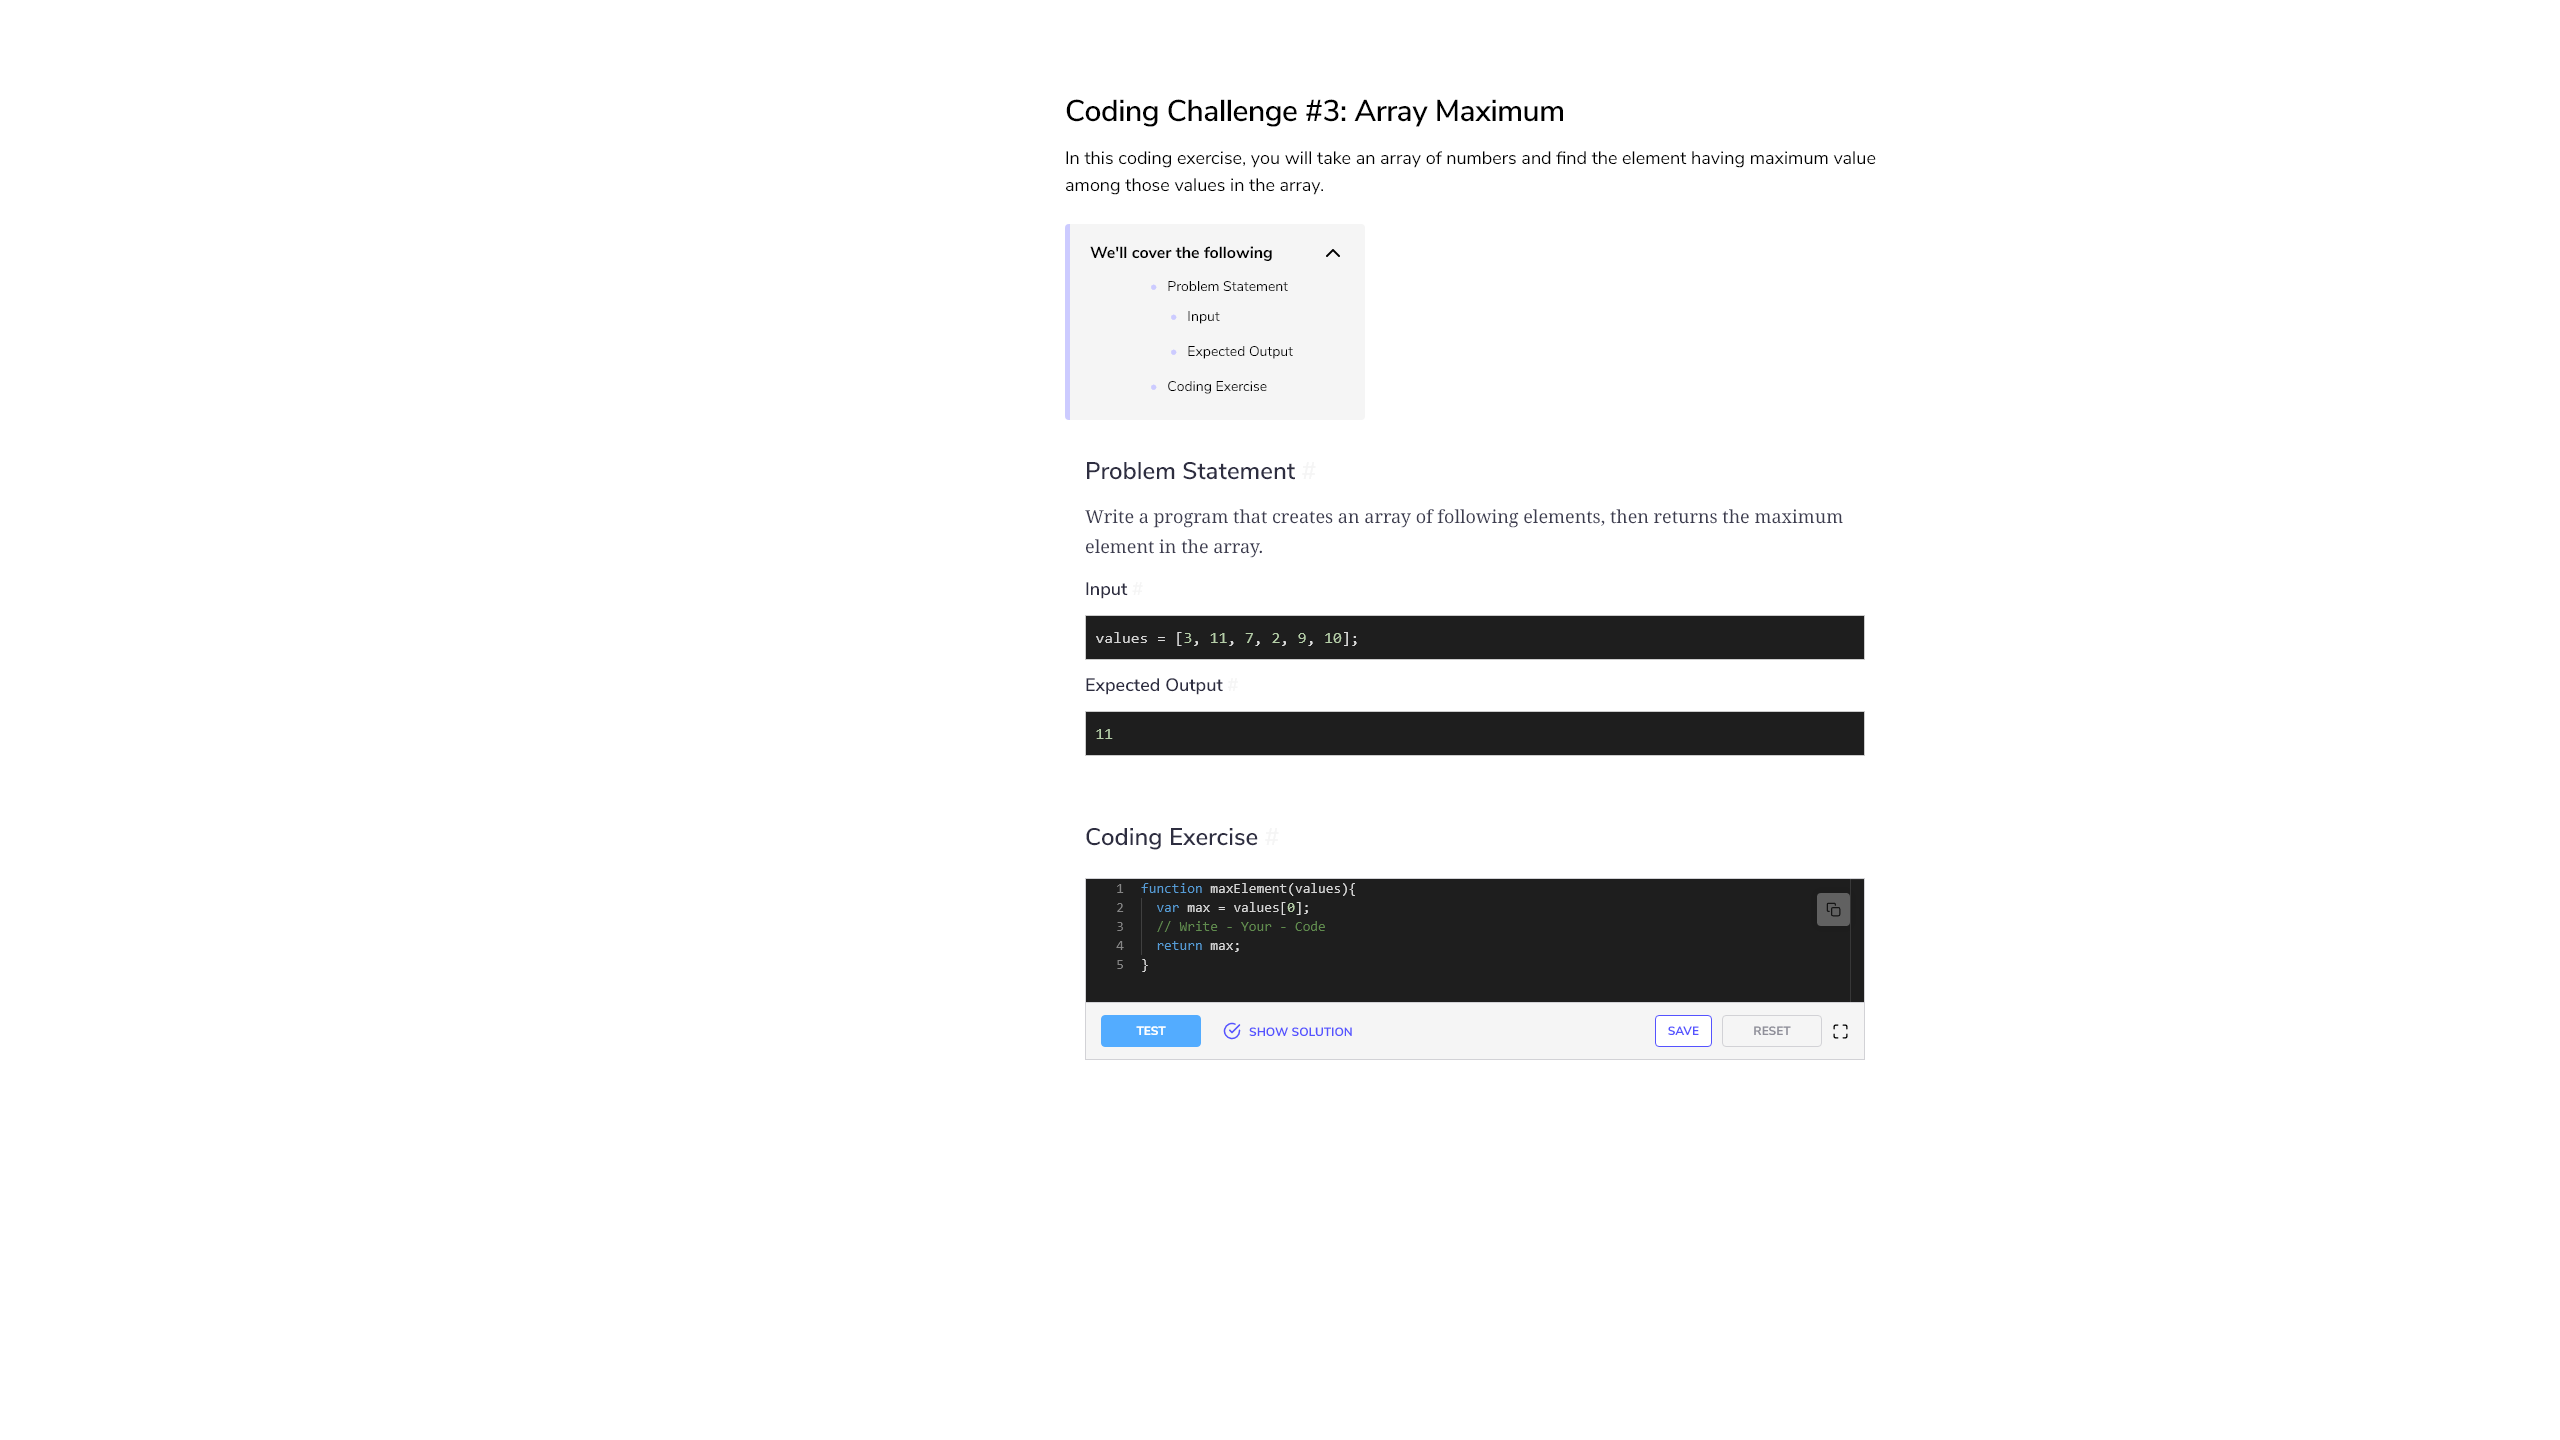 Coding Challenge #3: Array Maximum
In this coding exercise, you will take an array of numbers and find the element having maximum value
among those values in the array.
We'll cover the following
Problem Statement
Input
Expected Output
Coding Exercise
Problem Statement #
Write a program that creates an array of following elements, then returns the maximum
element in the array.
Input #
values = [3, 11, 7, 2, 9, 10];
Expected Output #
11
Coding Exercise #
1 function maxElement(values){
2   var max = values[0];
3   // Write - Your - Code
4   return max;
5 }
TEST SHOW SOLUTION SAVE RESET